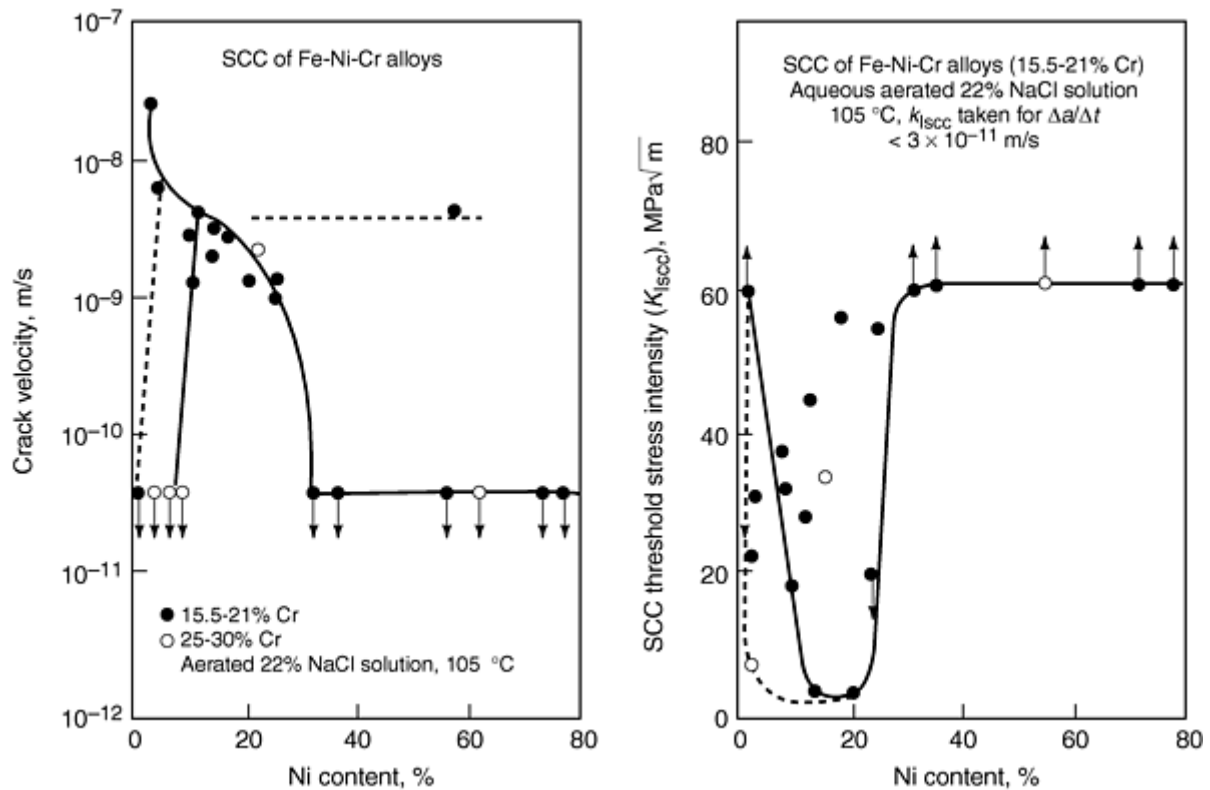 SCC of Fe-Ni-Cr alloys
Crack velocity, m/s
10–7
10–8
10–9
10–10
10–11
10–12
15.5-21% Cr
25-30% Cr
Aerated 22% NaCl solution, 105 °C
0
20
40
60
80
Ni content, %
SCC of Fe-Ni-Cr alloys (15.5-21% Cr)
Aqueous aerated 22% NaCl solution
105 °C, kIscc taken for Δa/Δt
< 3 × 10–11 m/s
SCC threshold stress intensity (KIscc), MPa√m
80
60
40
20
0
0
20
40
60
80
Ni content, %